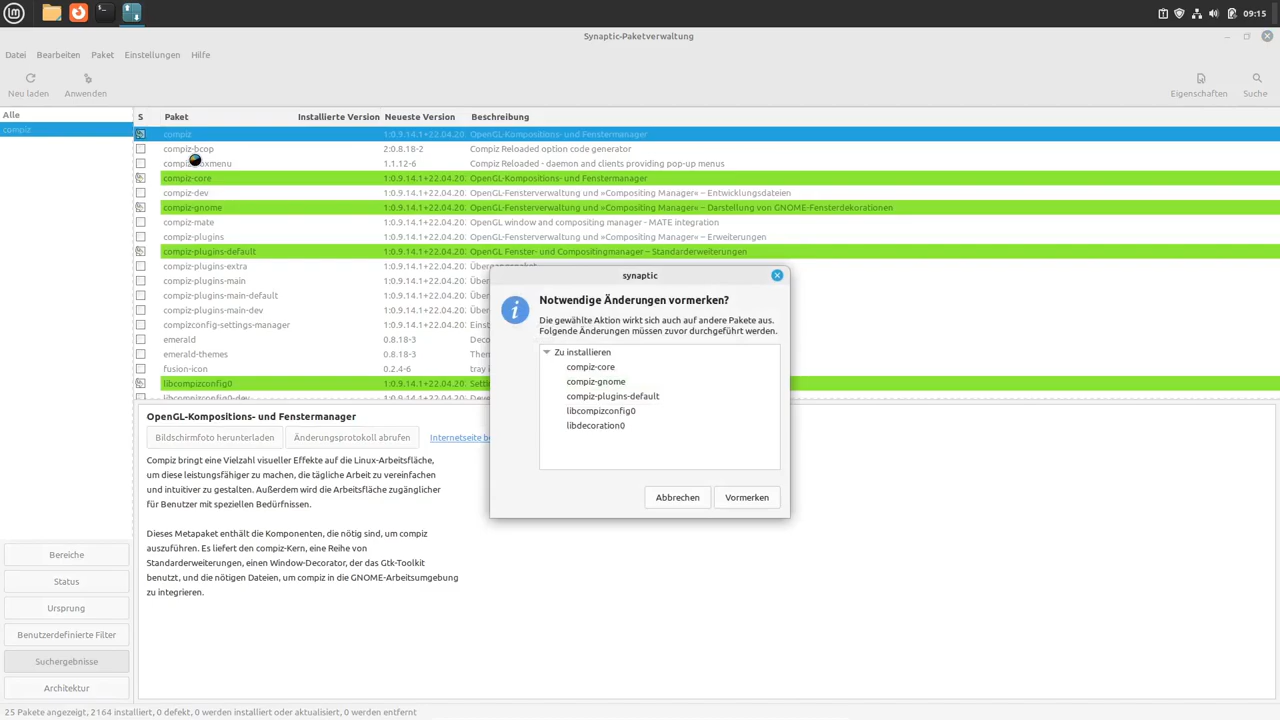 09:15
Synaptic-Paketverwaltung
Datei Bearbeiten Paket Einstellungen Hilfe
Neu laden Anwenden Eigenschaften Suche
Alle
compiz
S Paket Installierte Version Neueste Version Beschreibung
compiz 1:0.9.14.1+22.04.20 OpenGL-Kompositions- und Fenstermanager
compiz-bcop 2:0.8.18-2 Compiz Reloaded option code generator
1.1.12-6 Compiz Reloaded - daemon and clients providing pop-up menus
compiz-core 1:0.9.14.1+22.04.20 OpenGL-Kompositions- und Fenstermanager
compiz-dev 1:0.9.14.1+22.04.20 OpenGL-Fensterverwaltung und »Compositing Manager« – Entwicklungsdateien
compiz-gnome 1:0.9.14.1+22.04.20 OpenGL-Fensterverwaltung und »Compositing Manager« – Darstellung von GNOME-Fensterdekorationen
compiz-mate 1:0.9.14.1+22.04.20 OpenGL window and compositing manager - MATE integration
compiz-plugins 1:0.9.14.1+22.04.20 OpenGL-Fensterverwaltung und »Compositing Manager« – Erweiterungen
compiz-plugins-default 1:0.9.14.1+22.04.20 OpenGL Fenster- und Compositingmanager – Standarderweiterungen
compiz-plugins-extra 1:0.9.14.1+22.04.20
compiz-plugins-main 1:0.9.14.1+22.04.20
compiz-plugins-main-default 1:0.9.14.1+22.04.20
compiz-plugins-main-dev 1:0.9.14.1+22.04.20
compizconfig-settings-manager 1:0.9.14.1+22.04.20
emerald 0.8.18-3
emerald-themes 0.8.18-3
fusion-icon 0.2.4-6 tray
libcompizconfig0 1:0.9.14.1+22.04.20
libcompizconfig0-dev 1:0.9.14.1+22.04.20
synaptic
Notwendige Änderungen vormerken?
Die gewählte Aktion wirkt sich auch auf andere Pakete aus.
Folgende Änderungen müssen zuvor durchgeführt werden.
Zu installieren
compiz-core
compiz-gnome
compiz-plugins-default
libcompizconfig0
libdecoration0
Abbrechen Vormerken
OpenGL-Kompositions- und Fenstermanager
Bildschirmfoto herunterladen Änderungsprotokoll abrufen Internetseite
Compiz bringt eine Vielzahl visueller Effekte auf die Linux-Arbeitsfläche,
um diese leistungsfähiger zu machen, die tägliche Arbeit zu vereinfachen
und intuitiver zu gestalten. Außerdem wird die Arbeitsfläche zugänglicher
für Benutzer mit speziellen Bedürfnissen.
Dieses Metapaket enthält die Komponenten, die nötig sind, um compiz
auszuführen. Es liefert den compiz-Kern, eine Reihe von
Standarderweiterungen, einen Window-Decorator, der das Gtk-Toolkit
benutzt, und die nötigen Dateien, um compiz in die GNOME-Arbeitsumgebung
zu integrieren.
Bereiche
Status
Ursprung
Benutzerdefinierte Filter
Suchergebnisse
Architektur
25 Pakete angezeigt, 2164 installiert, 0 defekt, 0 werden installiert oder aktualisiert, 0 werden entfernt